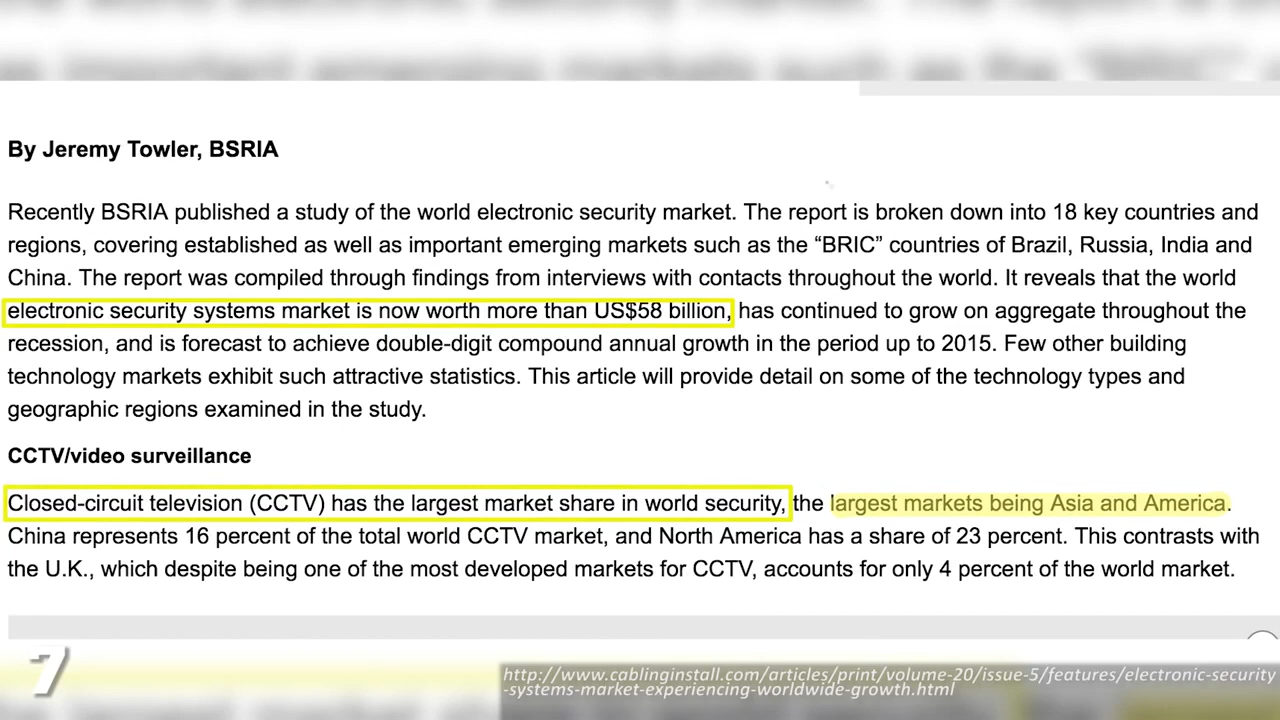 as important emerging markets such as the "BRIC"
By Jeremy Towler, BSRIA
Recently BSRIA published a study of the world electronic security market. The report is broken down into 18 key countries and
regions, covering established as well as important emerging markets such as the “BRIC” countries of Brazil, Russia, India and
China. The report was compiled through findings from interviews with contacts throughout the world. It reveals that the world
electronic security systems market is now worth more than US$58 billion, has continued to grow on aggregate throughout the
recession, and is forecast to achieve double-digit compound annual growth in the period up to 2015. Few other building
technology markets exhibit such attractive statistics. This article will provide detail on some of the technology types and
geographic regions examined in the study.
CCTV/video surveillance
Closed-circuit television (CCTV) has the largest market share in world security, the largest markets being Asia and America.
China represents 16 percent of the total world CCTV market, and North America has a share of 23 percent. This contrasts with
the U.K., which despite being one of the most developed markets for CCTV, accounts for only 4 percent of the world market.
7
http://www.cablinginstall.com/articles/print/volume-20/issue-5/features/electronic-security
-systems-market-experiencing-worldwide-growth.html